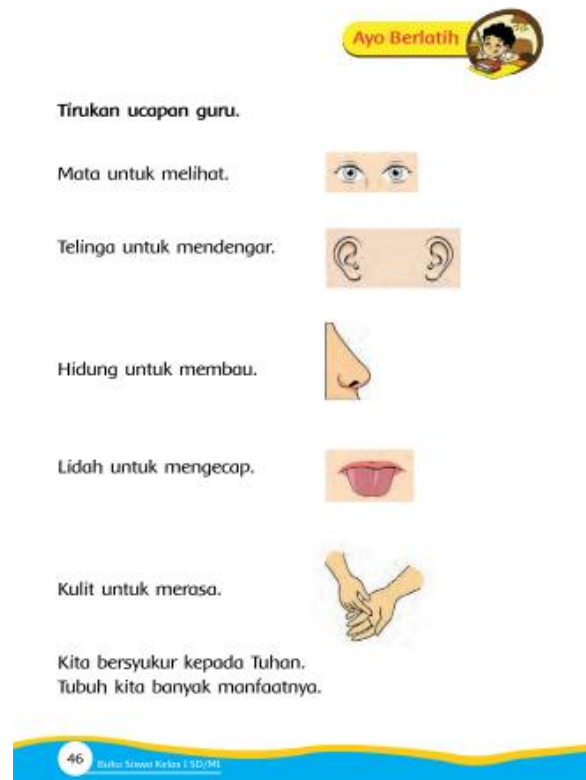 Ayo Berlatih
Tirukan ucapan guru.
Mata untuk melihat.
Telinga untuk mendengar.
Hidung untuk membau.
Lidah untuk mengecap.
Kulit untuk merasa.
Kita bersyukur kepada Tuhan.
Tubuh kita banyak manfaatnya.
46 Buku Siswa Kelas I SD/MI